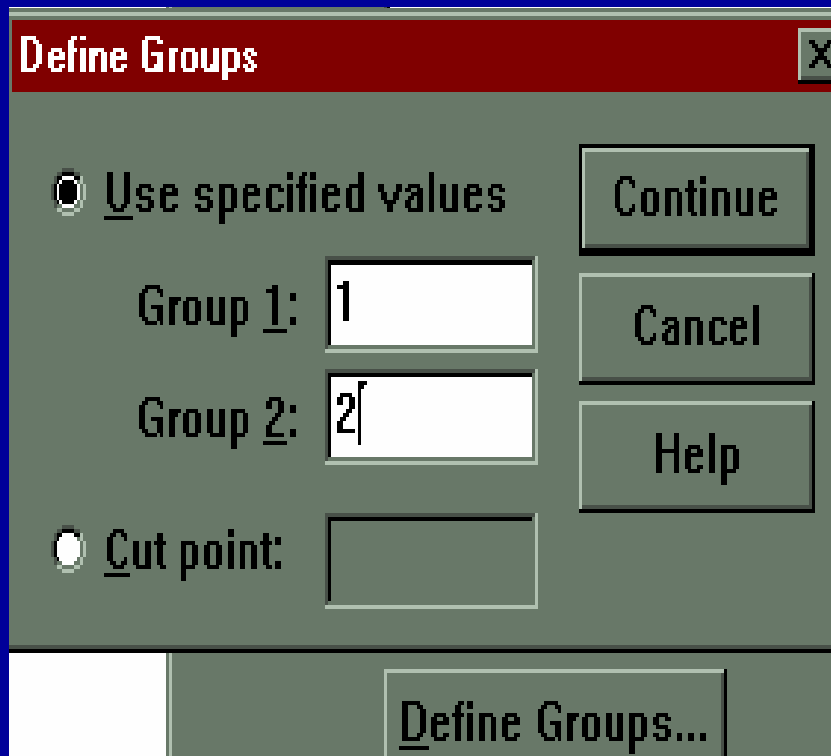 Define Groups X
Use specified values
Continue
Group 1: 1
Cancel
Group 2: 2
Help
Cut point:
Define Groups...